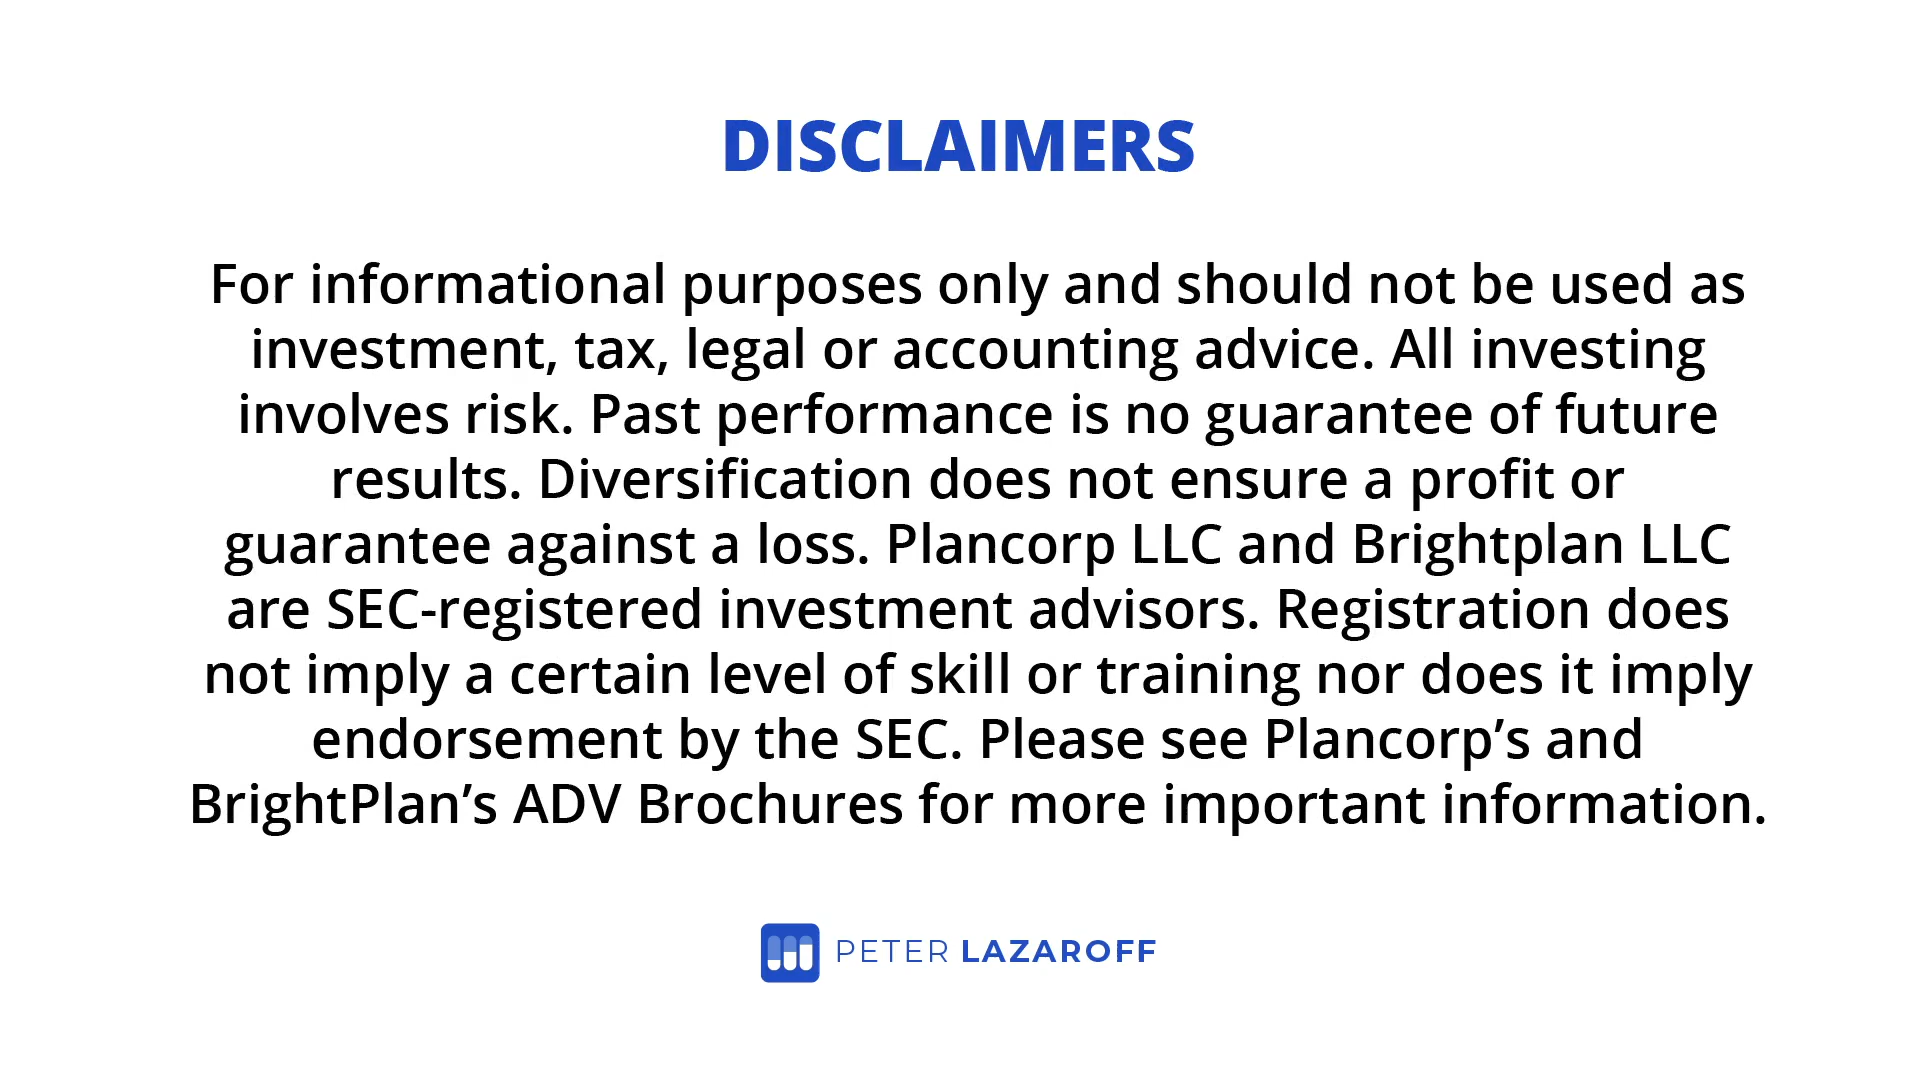 DISCLAIMERS
For informational purposes only and should not be used as
investment, tax, legal or accounting advice. All investing
involves risk. Past performance is no guarantee of future
results. Diversification does not ensure a profit or
guarantee against a loss. Plancorp LLC and Brightplan LLC
are SEC-registered investment advisors. Registration does
not imply a certain level of skill or training nor does it imply
endorsement by the SEC. Please see Plancorp’s and
BrightPlan’s ADV Brochures for more important information.
PETER LAZAROFF